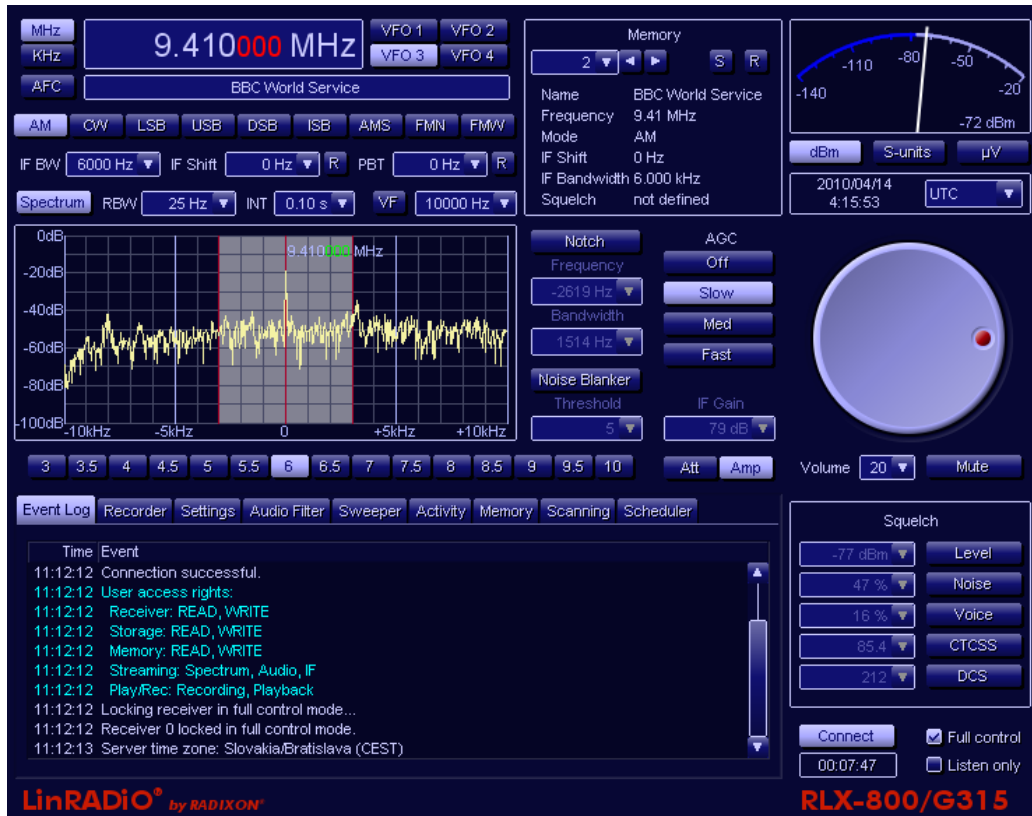 MHz
KHz
9.410000 MHz
VFO 1 VFO 2
VFO 3 VFO 4
AFC
BBC World Service
AM CW LSB USB DSB ISB AMS FMN FMW
IF BW 6000 Hz IF Shift 0 Hz R PBT 0 Hz R
Spectrum RBW 25 Hz INT 0.10 s VF 10000 Hz
Memory
2 S R
Name BBC World Service
Frequency 9.41 MHz
Mode AM
IF Shift 0 Hz
IF Bandwidth 6.000 kHz
Squelch not defined
-140 -110 -80 -50 -20
-72 dBm
dBm S-units µV
2010/04/14
4:15:53
UTC
0dB
-20dB
-40dB
-60dB
-80dB
-100dB
9.410000 MHz
-10kHz -5kHz 0 +5kHz +10kHz
Notch
Frequency
-2619 Hz
Bandwidth
1514 Hz
Noise Blanker
Threshold
5
AGC
Off
Slow
Med
Fast
IF Gain
79 dB
3 3.5 4 4.5 5 5.5 6 6.5 7 7.5 8 8.5 9 9.5 10
Att Amp
Volume 20 Mute
Event Log Recorder Settings Audio Filter Sweeper Activity Memory Scanning Scheduler
Time Event
11:12:12 Connection successful.
11:12:12 User access rights:
11:12:12 Receiver: READ, WRITE
11:12:12 Storage: READ, WRITE
11:12:12 Memory: READ, WRITE
11:12:12 Streaming: Spectrum, Audio, IF
11:12:12 Play/Rec: Recording, Playback
11:12:12 Locking receiver in full control mode...
11:12:12 Receiver 0 locked in full control mode.
11:12:13 Server time zone: Slovakia/Bratislava (CEST)
Squelch
-77 dBm Level
47 % Noise
16 % Voice
85.4 CTCSS
212 DCS
Connect Full control
00:07:47 Listen only
LinRADiO® by RADIXON®
RLX-800/G315